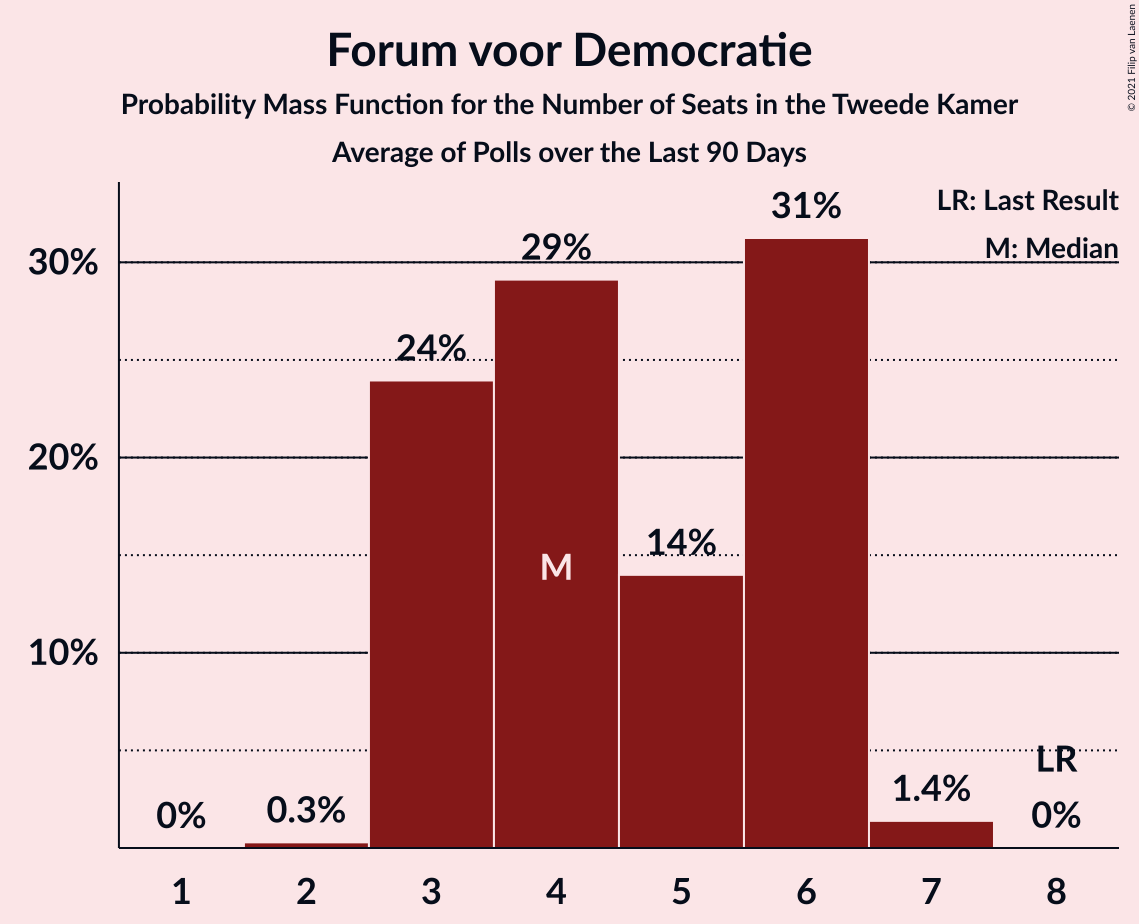 Forum voor Democratie
Probability Mass Function for the Number of Seats in the Tweede Kamer
Average of Polls over the Last 90 Days
© 2021 Filip van Laenen
LR: Last Result
M: Median
31%
29%
30%
24%
20%
14%
M
10%
LR
1.4%
0.3%
0%
0%
1 2 3 4 5 6 7 8